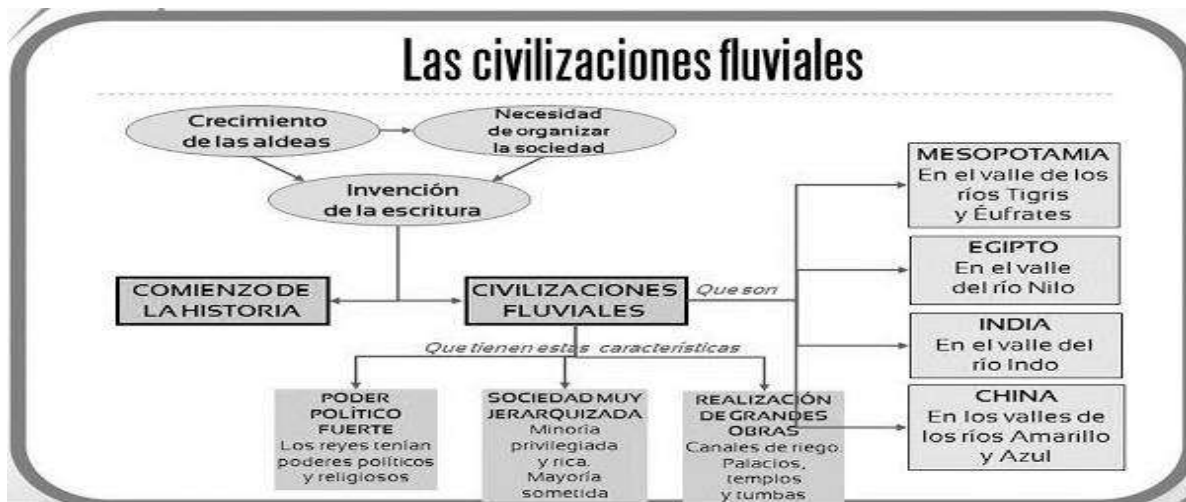 Las civilizaciones fluviales
Crecimiento
de las aldeas
Necesidad
de organizar
la sociedad
Invención
de la escritura
COMIENZO DE
LA HISTORIA
CIVILIZACIONES
FLUVIALES
Que son
MESOPOTAMIA
En el valle de los
ríos Tigris
y Éufrates
EGIPTO
En el valle
del río Nilo
INDIA
En el valle del
río Indo
CHINA
En los valles de
los ríos Amarillo
y Azul
Que tienen estas características
PODER
POLÍTICO
FUERTE
Los reyes tenían
poderes políticos
y religiosos
SOCIEDAD MUY
JERARQUIZADA
Minoría
privilegiada
y rica.
Mayoría
sometida
REALIZACIÓN
DE GRANDES
OBRAS
Canales de riego.
Palacios,
templos
y tumbas